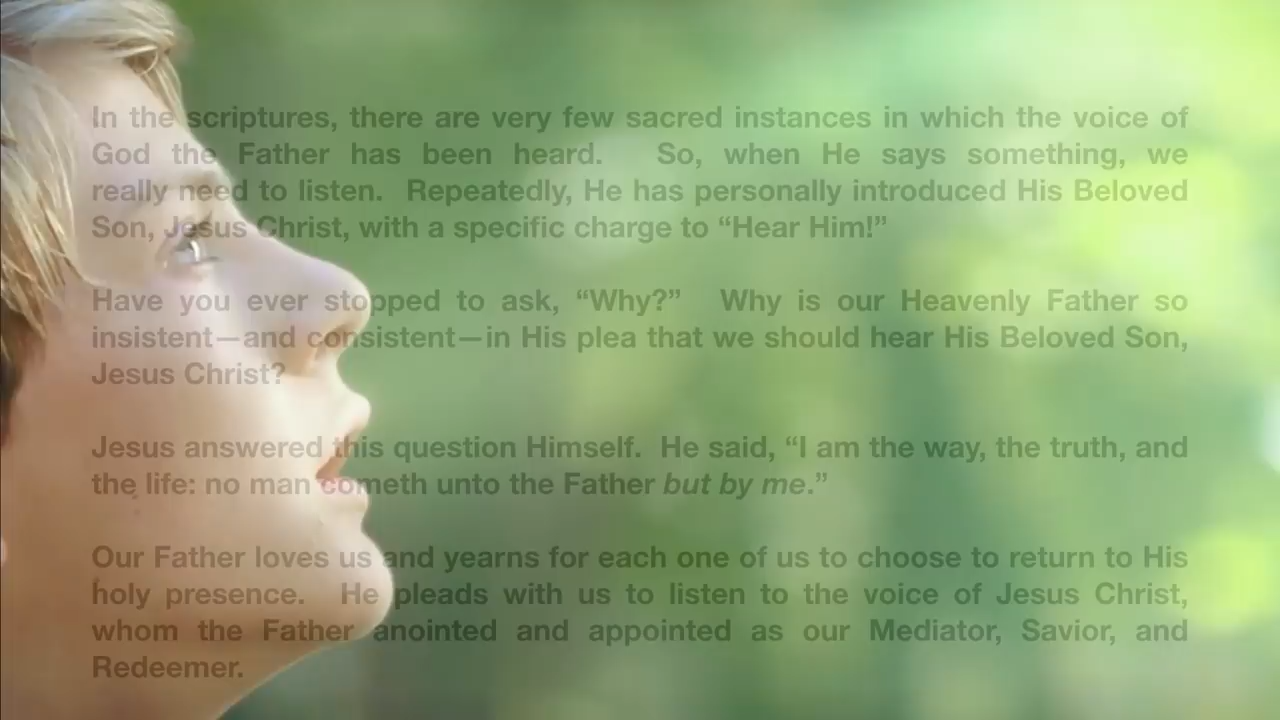 In the scriptures, there are very few sacred instances in which the voice of
God the Father has been heard. So, when He says something, we
really need to listen. Repeatedly, He has personally introduced His Beloved
Son, Jesus Christ, with a specific charge to “Hear Him!”
Have you ever stopped to ask, “Why?” Why is our Heavenly Father so
insistent—and consistent—in His plea that we should hear His Beloved Son,
Jesus Christ?
Jesus answered this question Himself. He said, “I am the way, the truth, and
the life: no man cometh unto the Father but by me.”
Our Father loves us and yearns for each one of us to choose to return to His
holy presence. He pleads with us to listen to the voice of Jesus Christ,
whom the Father anointed and appointed as our Mediator, Savior, and
Redeemer.